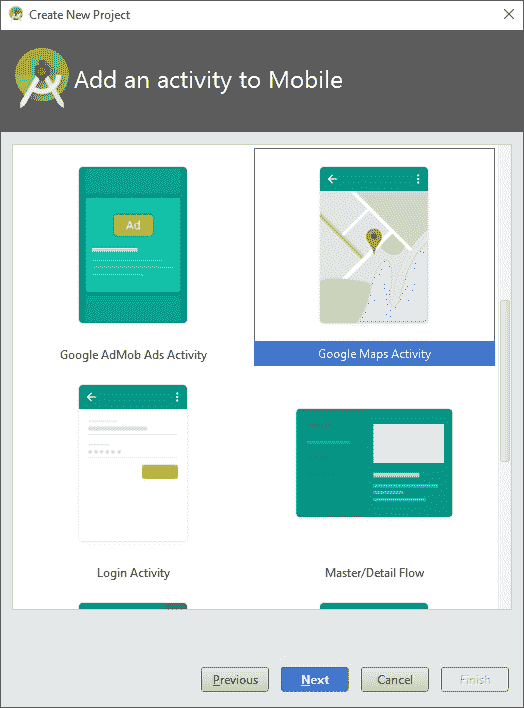 Create New Project
Add an activity to Mobile
Ad
Google AdMob Ads Activity
Google Maps Activity
Login Activity
Master/Detail Flow
Previous
Next
Cancel
Finish